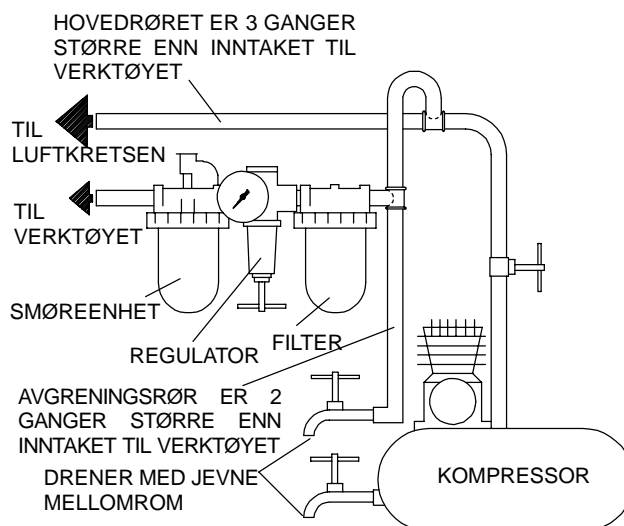 HOVEDRØRET ER 3 GANGER
STØRRE ENN INNTAKET TIL
VERKTØYET
TIL
LUFTKRETSEN
TIL
VERKTØYET
SMØREENHET
REGULATOR
FILTER
AVGRENINGSRØR ER 2
GANGER STØRRE ENN
INNTAKET TIL VERKTØYET
DRENER MED JEVNE
MELLOMROM
KOMPRESSOR